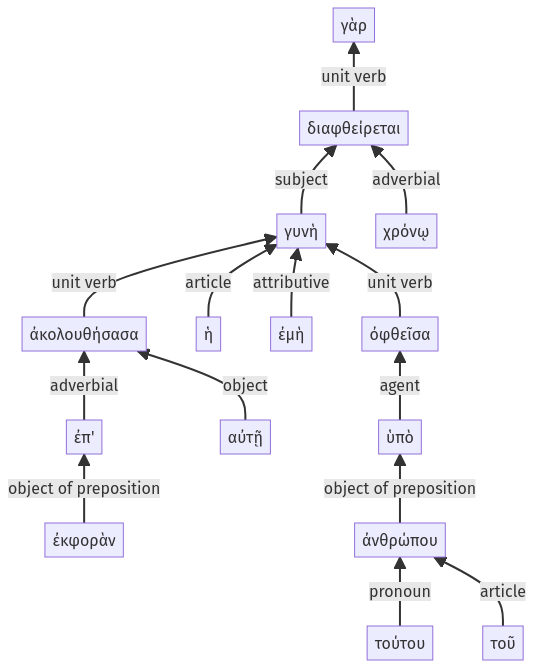 γὰρ
unit verb
διαφθείρεται
subject
adverbial
γυνὴ
χρόνῳ
unit verb
article
attributive
unit verb
ἀκολουθήσασα
ἡ
ἐμὴ
ὀφθεῖσα
adverbial
object
agent
ἐπ'
αὐτῇ
ὑπὸ
object of preposition
object of preposition
ἐκφορὰν
ἀνθρώπου
pronoun
article
τούτου
τοῦ